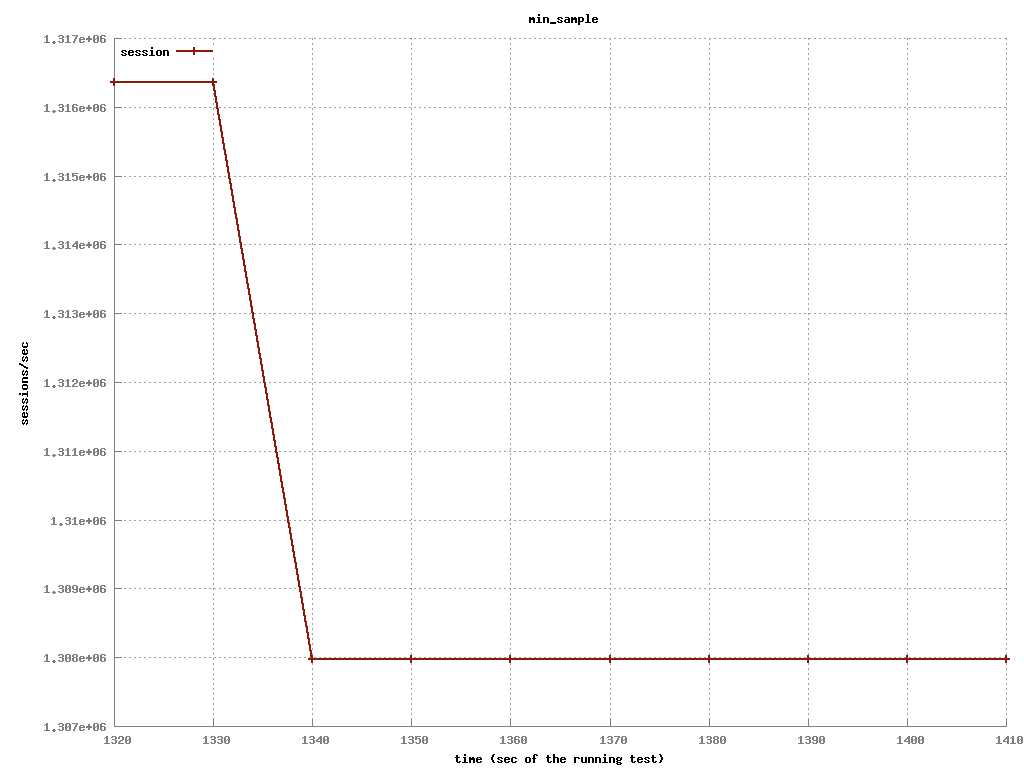 min_sample
session
1.317e+06
1.316e+06
1.315e+06
1.314e+06
1.313e+06
1.312e+06
1.311e+06
1.31e+06
1.309e+06
1.308e+06
1.307e+06
sessions/sec
1320 1330 1340 1350 1360 1370 1380 1390 1400 1410
time (sec of the running test)